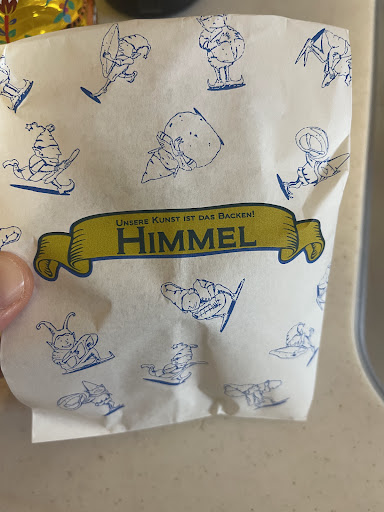 UNSERE KUNST IST DAS BACKEN!
HIMMEL